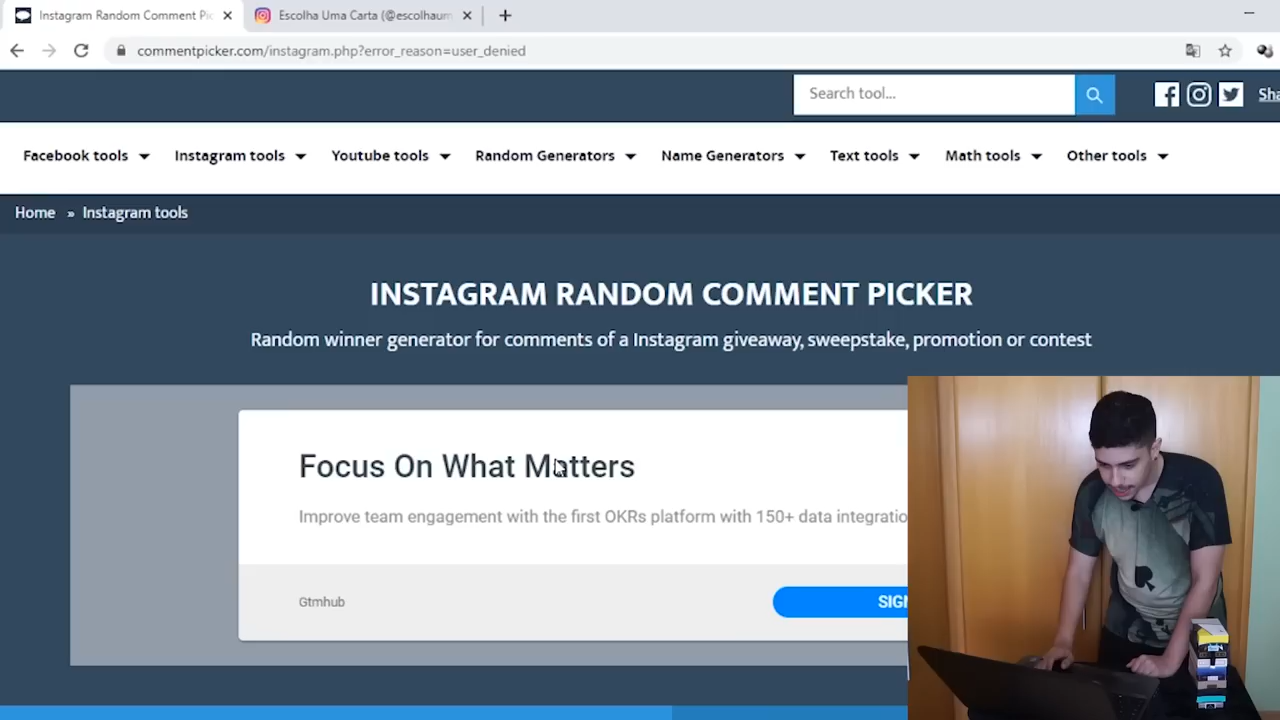 Instagram Random Comment Pic
Escolha Uma Carta (@escolhaum
commentpicker.com/instagram.php?error_reason=user_denied
Search tool...
Sha
Facebook tools
Instagram tools
Youtube tools
Random Generators
Name Generators
Text tools
Math tools
Other tools
Home » Instagram tools
INSTAGRAM RANDOM COMMENT PICKER
Random winner generator for comments of a Instagram giveaway, sweepstake, promotion or contest
Focus On What Matters
Improve team engagement with the first OKRs platform with 150+ data integratio
Gtmhub
SIGN